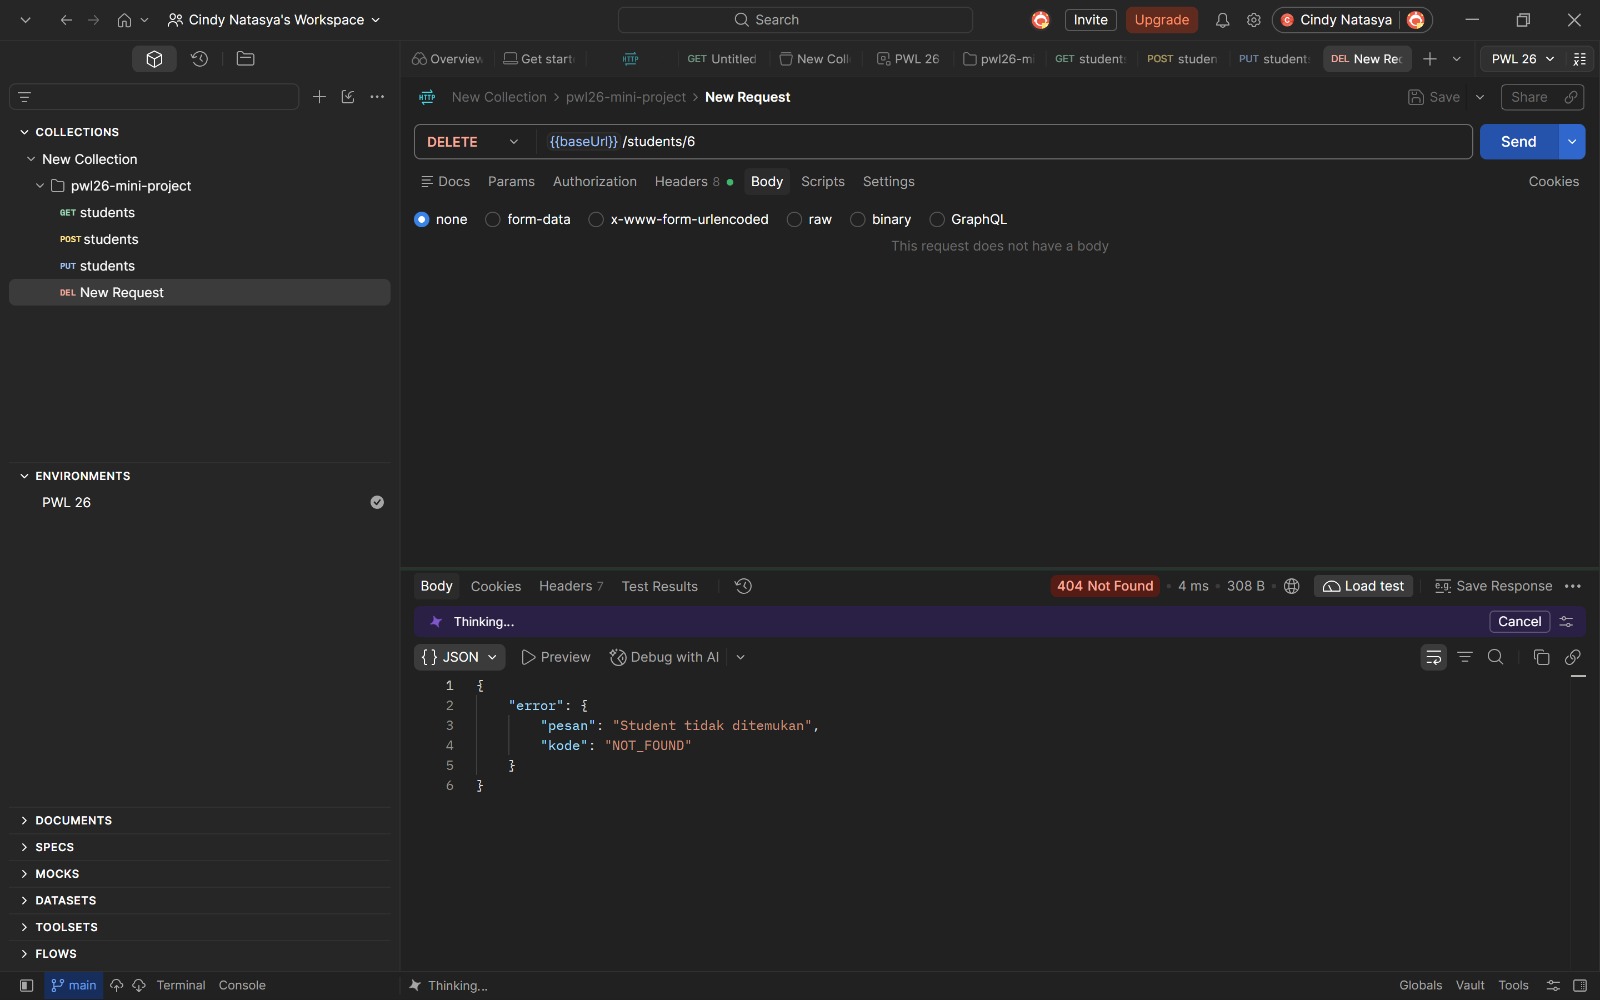 Cindy Natasya's Workspace
Search
Invite
Upgrade
C Cindy Natasya
Overview
Get start
HTTP
GET Untitled
New Coll
PWL 26
pwl26-mi
GET student
POST studen
PUT student
DEL New Rec
PWL 26
COLLECTIONS
New Collection
pwl26-mini-project
GET students
POST students
PUT students
DEL New Request
ENVIRONMENTS
PWL 26
DOCUMENTS
SPECS
MOCKS
DATASETS
TOOLSETS
FLOWS
HTTP New Collection > pwl26-mini-project > New Request
Save
Share
DELETE {{baseUrl}} /students/6
Send
Docs Params Authorization Headers 8 Body Scripts Settings
Cookies
none form-data x-www-form-urlencoded raw binary GraphQL
This request does not have a body
Body Cookies Headers 7 Test Results
404 Not Found • 4 ms • 308 B •
Load test
e.g. Save Response
Thinking...
Cancel
{} JSON Preview Debug with AI
1 {
2 "error": {
3 "pesan": "Student tidak ditemukan",
4 "kode": "NOT_FOUND"
5 }
6 }
main Terminal Console
Thinking...
Globals Vault Tools